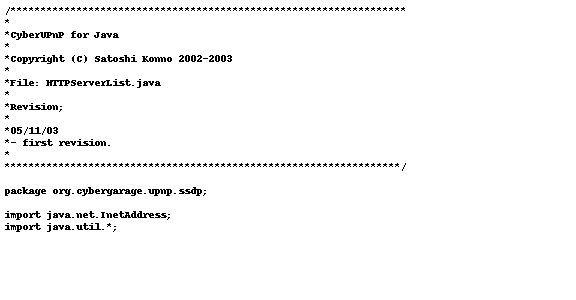 /******************************************************************
*
*CyberUPnP for Java
*
*Copyright (C) Satoshi Konno 2002-2003
*
*File: HTTPServerList.java
*
*Revision;
*
*05/11/03
*- first revision.
*
******************************************************************/
package org.cybergarage.upnp.ssdp;
import java.net.InetAddress;
import java.util.*;